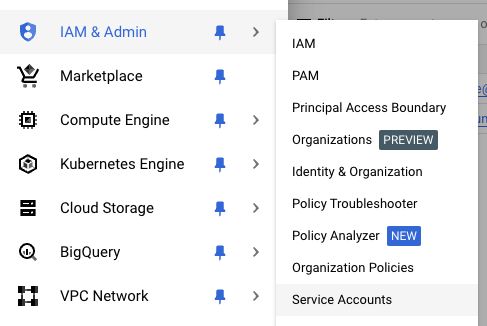 IAM & Admin
Marketplace
Compute Engine
Kubernetes Engine
Cloud Storage
BigQuery
VPC Network
IAM
PAM
Principal Access Boundary
Organizations PREVIEW
Identity & Organization
Policy Troubleshooter
Policy Analyzer NEW
Organization Policies
Service Accounts